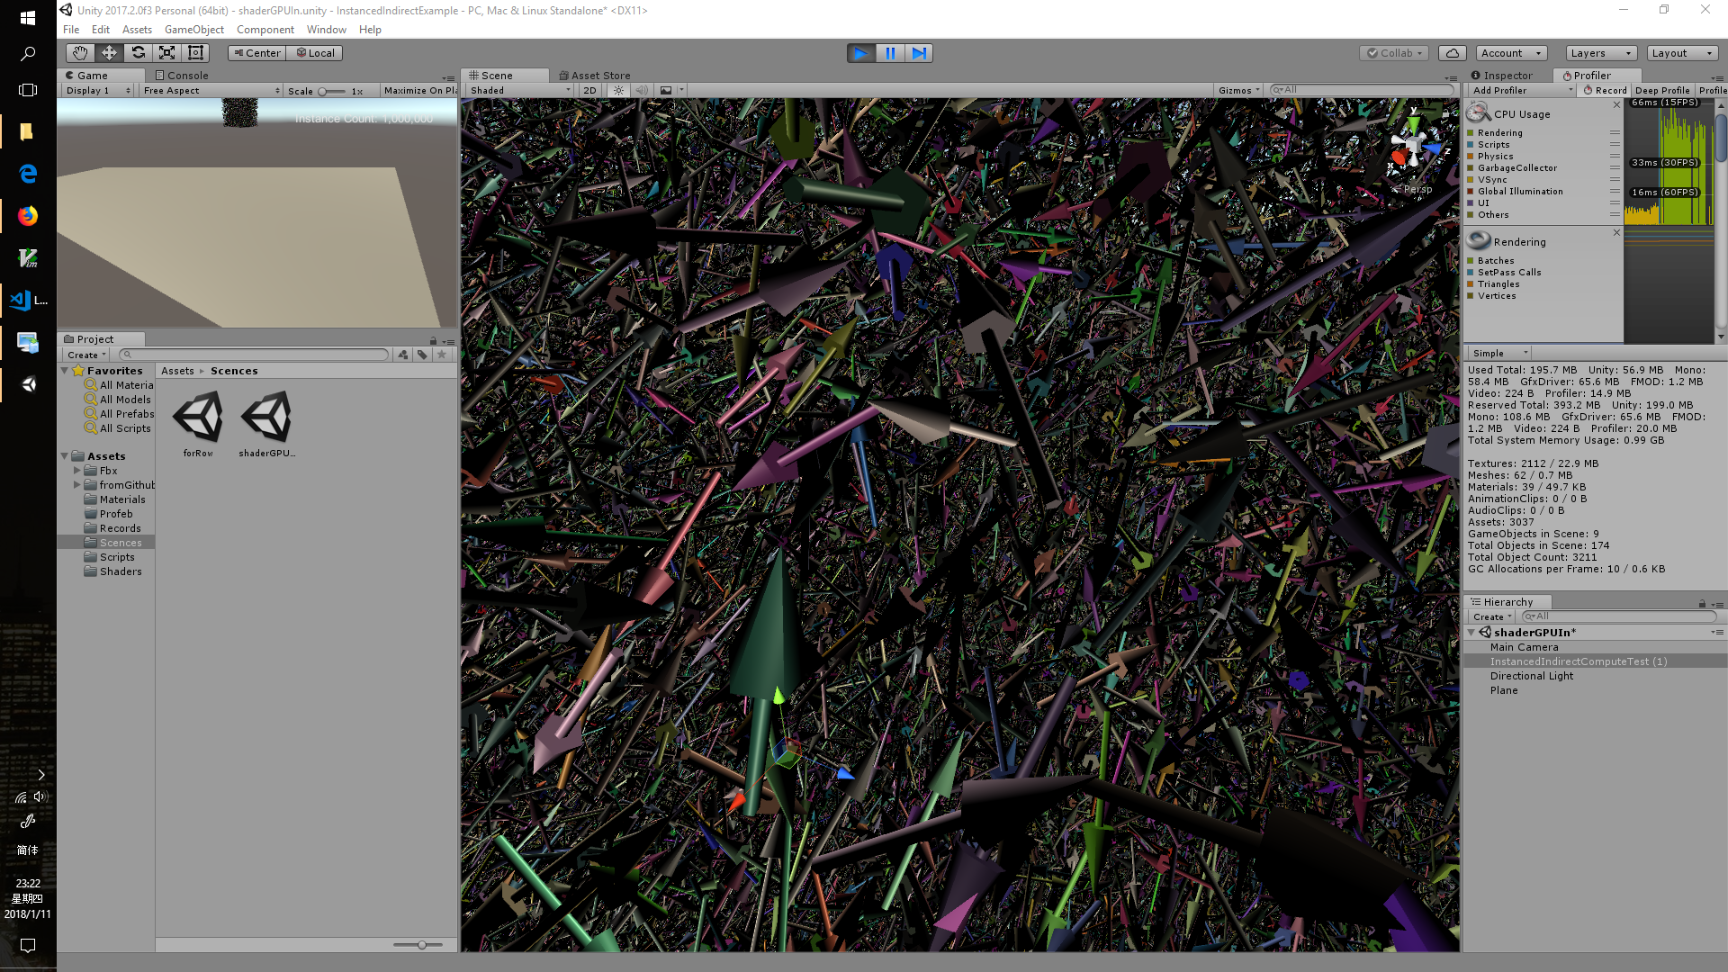 Unity 2017.2.0f3 Personal (64bit) - shaderGPUIn.unity - InstancedIndirectExample - PC, Mac & Linux Standalone* <DX11>
File Edit Assets GameObject Component Window Help
Center Local
Collab Account Layers Layout
Game Console
Display 1 Free Aspect Scale 1x Maximize On Pl
Instance Count: 1,000,000
Scene Asset Store
Shaded 2D Gizmos All
Persp
y
x
z
Inspector Profiler
Add Profiler Record Deep Profile Profile
CPU Usage
Rendering
Scripts
Physics
GarbageCollector
VSync
Global Illumination
UI
Others
66ms (15FPS)
33ms (30FPS)
16ms (60FPS)
Rendering
Batches
SetPass Calls
Triangles
Vertices
Simple
Used Total: 195.7 MB Unity: 56.9 MB Mono:
58.4 MB GfxDriver: 65.6 MB FMOD: 1.2 MB
Video: 224 B Profiler: 14.9 MB
Reserved Total: 393.2 MB Unity: 199.0 MB
Mono: 108.6 MB GfxDriver: 65.6 MB FMOD:
1.2 MB Video: 224 B Profiler: 20.0 MB
Total System Memory Usage: 0.99 GB
Textures: 2112 / 22.9 MB
Meshes: 62 / 0.7 MB
Materials: 39 / 49.7 KB
AnimationClips: 0 / 0 B
AudioClips: 0 / 0 B
Assets: 3037
GameObjects in Scene: 9
Total Objects in Scene: 174
Total Object Count: 3211
GC Allocations per Frame: 10 / 0.6 KB
Hierarchy
Create All
shaderGPUIn*
Main Camera
InstancedIndirectComputeTest (1)
Directional Light
Plane
Project
Create
Favorites
All Materia
All Models
All Prefabs
All Scripts
Assets
Fbx
fromGithub
Materials
Profeb
Records
Scences
Scripts
Shaders
Assets Scences
forRow
shaderGPU...
L...
简体
23:22
星期四
2018/1/11